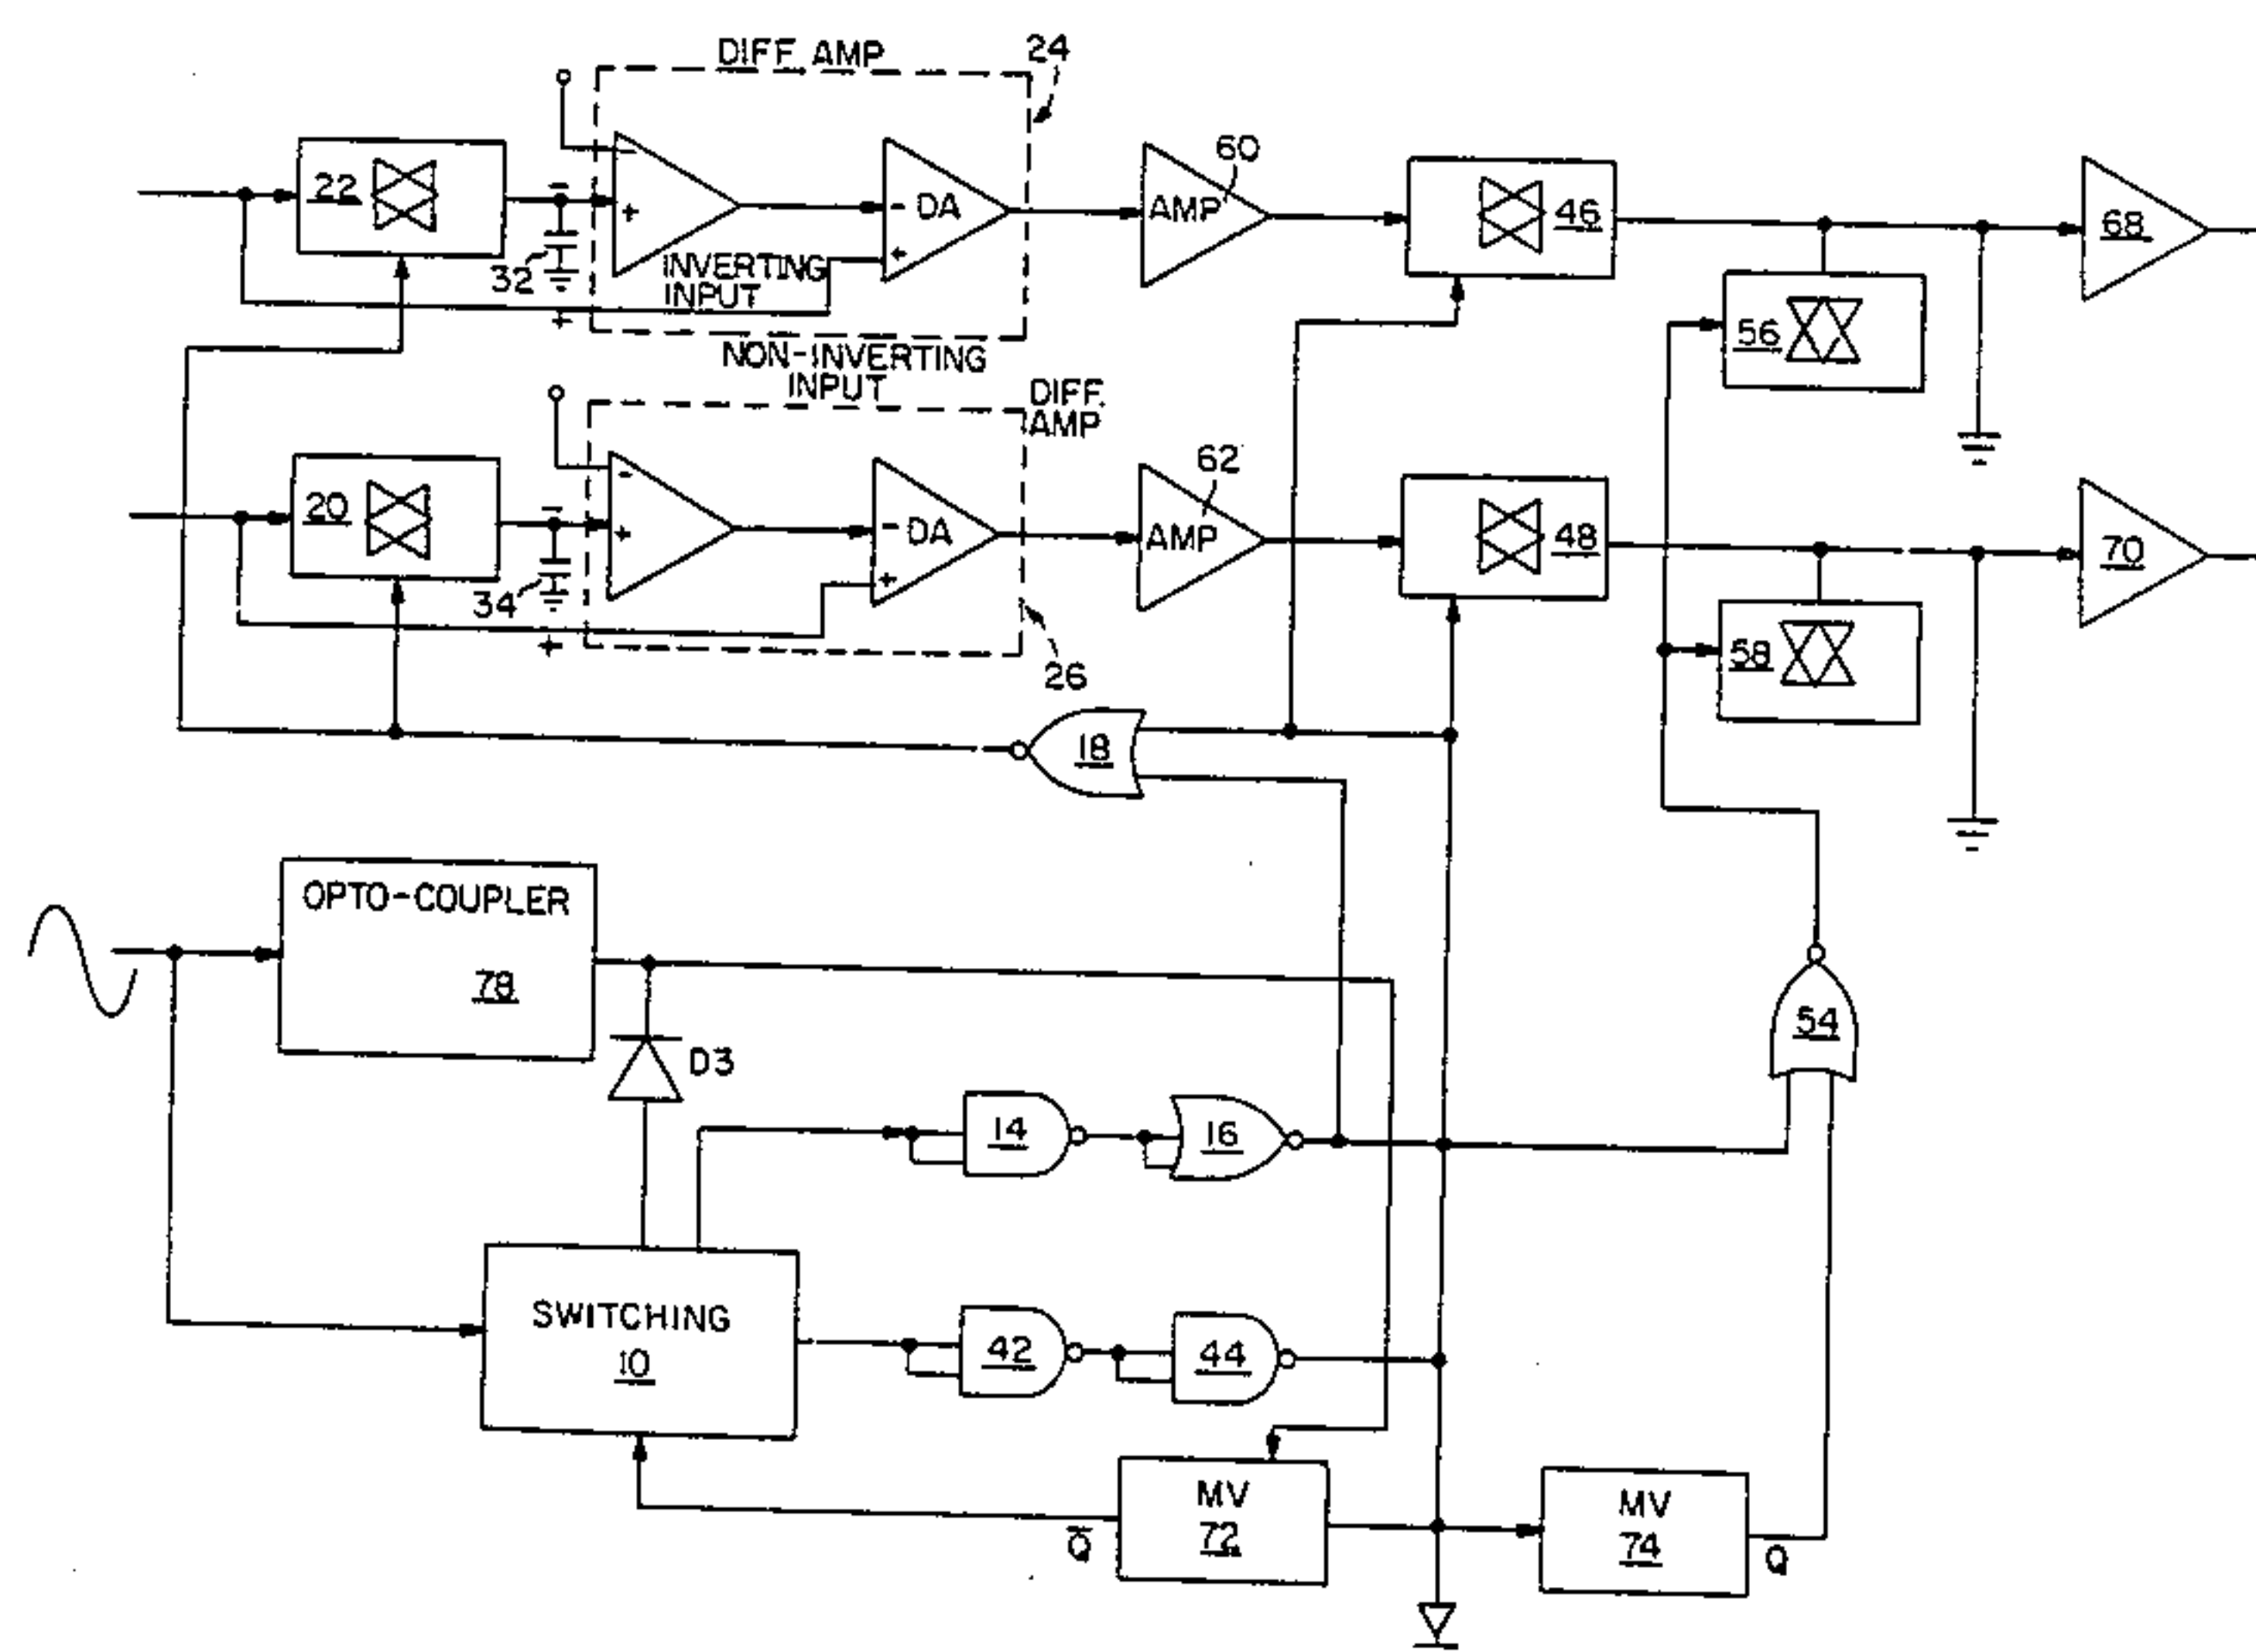 DIFF. AMP
24
22
-
+
- DA
+
AMP
60
46
68
32
INVERTING
INPUT
+
56
NON-INVERTING
INPUT
DIFF.
AMP
20
-
-
+
- DA
+
AMP
62
48
70
34
+
26
58
18
OPTO-COUPLER
78
D3
54
14
16
SWITCHING
10
42
44
MV
72
Q̅
MV
74
Q